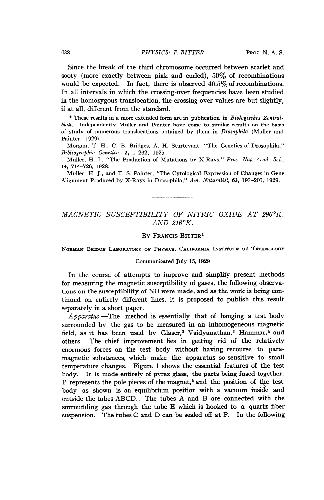 632 PHYSICS: F. BITTER PROC. N. A. S.
Since the break of the third chromosome occurred between scarlet and
sooty (more exactly between pink and curled), 50% of recombinations
would be expected. In fact, there is observed of recombinations.
In all intervals in which the crossing-over frequencies have been studied
in the homozygous translocation, the crossing-over values are but slightly,
if at all, different from the standard.
These results in a more extended form are in publication in Biologisches Zentral-
blatt. Independently Muller and Painter have come to similar results on the basis
of study of numerous translocations obtained by them in Drosophila (Muller and
Painter, 1929).
Morgan, T. H., C. B. Bridges, A. H. Sturtevant, "The Genetics of Drosophila,"
Bibliographia Genetica, 2, 1-262, 1925.
Muller, H. J., "The Production of Mutations by X-Rays," Proc. Nat. Acad. Sci.,
14, 714-726, 1928.
Muller, H. J., and T. S. Painter, "The Cytological Expression of Changes in Gene
Alignment Produced by X-Rays in Drosophila," Am. Naturalist, 63, 193-200, 1929.
MAGNETIC SUSCEPTIBILITY OF NITRIC OXIDE AT 296°K.
AND 216°K.
BY FRANCIS BITTER¹
NORMAN BRIDGE LABORATORY OF PHYSICS, CALIFORNIA INSTITUTE OF TECHNOLOGY
Communicated July 15, 1929
In the course of attempts to improve and simplify present methods
for measuring the magnetic susceptibility of gases, the following observa-
tions on the susceptibility of NO were made, and as the work is being con-
tinued on entirely different lines, it is proposed to publish this result
separately in a short paper.
Apparatus.—The method is essentially that of hanging a test body
surrounded by the gas to be measured in an inhomogeneous magnetic
field, as it has been used by Glaser,² Vaidyanathan,³ Hammar,⁴ and
others. The chief improvement lies in getting rid of the relatively
enormous forces on the test body without having recourse to para-
magnetic substances, which make the apparatus so sensitive to small
temperature changes. Figure 1 shows the essential features of the test
body. It is made entirely of pyrex glass, the parts being fused together.
P represents the pole pieces of the magnet,⁵ and the position of the test
body as shown is an equilibrium position with a vacuum inside and
outside the tubes ABCD. The tubes A and B are connected with the
surrounding gas through the tube E which is hooked to a quartz fiber
suspension. The tubes C and D can be sealed off at F. In the following